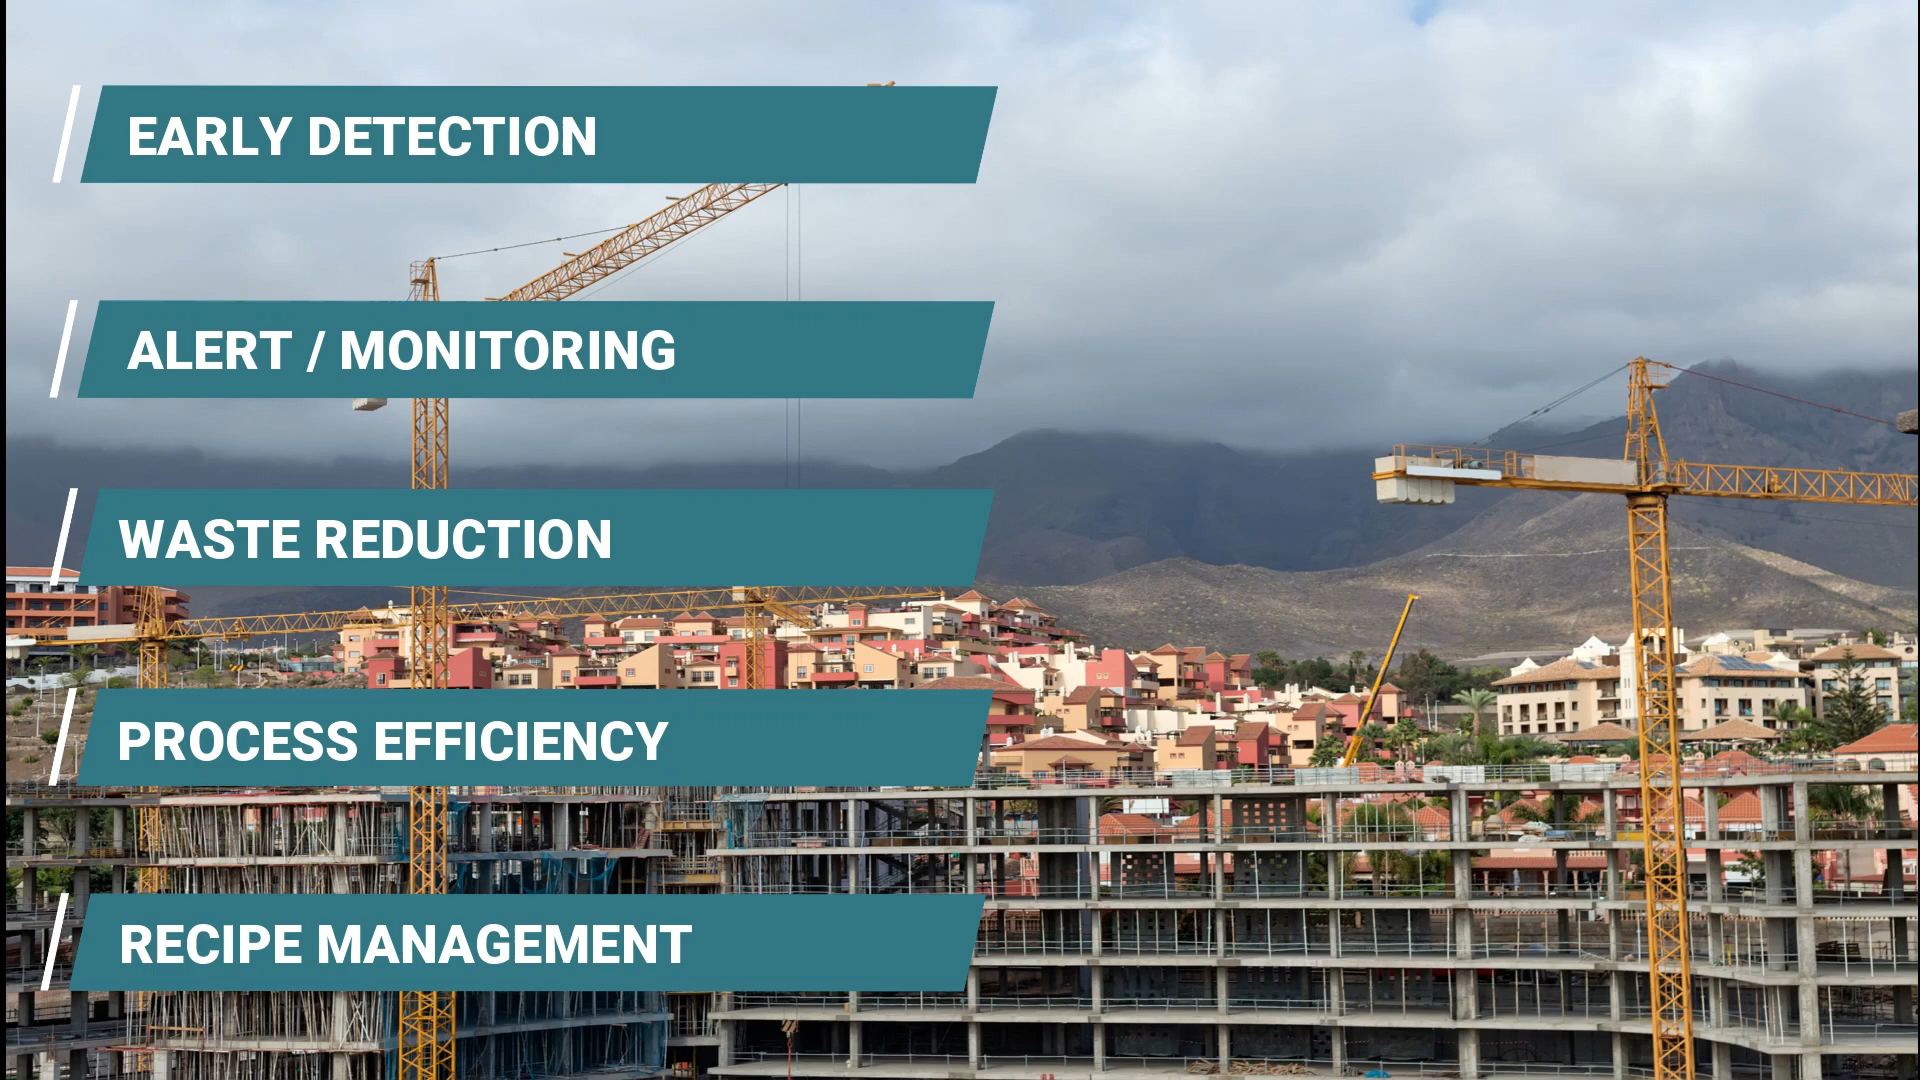 EARLY DETECTION
ALERT / MONITORING
WASTE REDUCTION
PROCESS EFFICIENCY
RECIPE MANAGEMENT